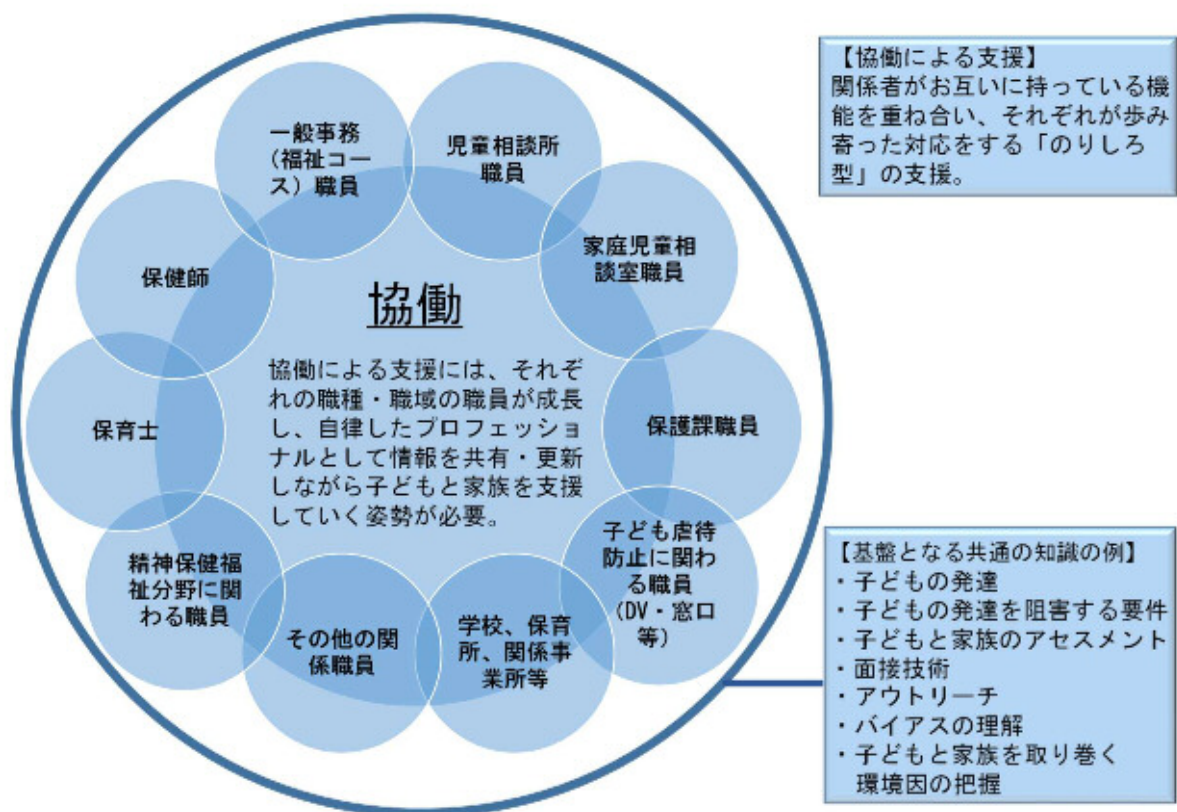 一般事務
（福祉コー
ス）職員
児童相談所
職員
家庭児童相
談室職員
保護課職員
子ども虐待
防止に関わ
る職員
（DV・窓口
等）
学校、保育
所、関係事
業所等
その他の関
係職員
精神保健福
祉分野に関
わる職員
保育士
保健師
協働
協働による支援には、それぞ
れの職種・職域の職員が成長
し、自律したプロフェッショ
ナルとして情報を共有・更新
しながら子どもと家族を支援
していく姿勢が必要。
【協働による支援】
関係者がお互いに持っている機
能を重ね合い、それぞれが歩み
寄った対応をする「のりしろ
型」の支援。
【基盤となる共通の知識の例】
・子どもの発達
・子どもの発達を阻害する要件
・子どもと家族のアセスメント
・面接技術
・アウトリーチ
・バイアスの理解
・子どもと家族を取り巻く
環境因の把握